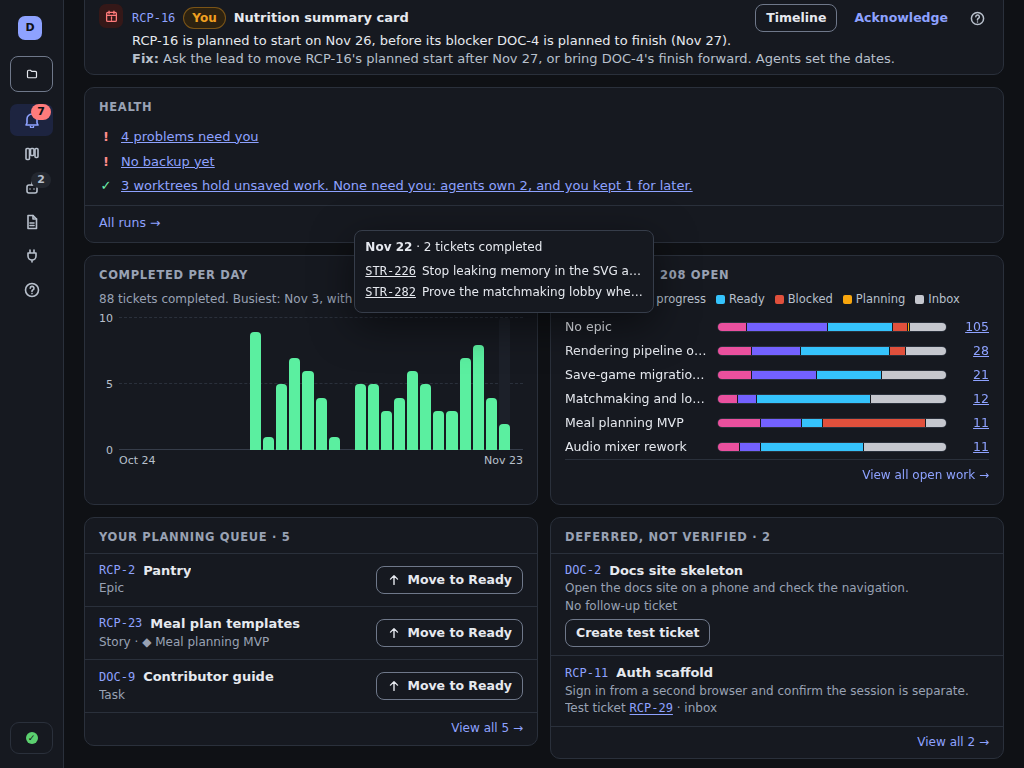 D
7
2
RCP-16 You Nutrition summary card
Timeline
Acknowledge
RCP-16 is planned to start on Nov 26, before its blocker DOC-4 is planned to finish (Nov 27).
Fix: Ask the lead to move RCP-16's planned start after Nov 27, or bring DOC-4's finish forward. Agents set the dates.
HEALTH
! 4 problems need you
! No backup yet
✓ 3 worktrees hold unsaved work. None need you: agents own 2, and you kept 1 for later.
All runs →
Nov 22 · 2 tickets completed
STR-226 Stop leaking memory in the SVG a…
STR-282 Prove the matchmaking lobby whe…
COMPLETED PER DAY
88 tickets completed. Busiest: Nov 3, with
10
5
0
Oct 24
Nov 23
208 OPEN
progress Ready Blocked Planning Inbox
No epic 105
Rendering pipeline o… 28
Save-game migratio… 21
Matchmaking and lo… 12
Meal planning MVP 11
Audio mixer rework 11
View all open work →
YOUR PLANNING QUEUE · 5
RCP-2 Pantry
Epic
↑ Move to Ready
RCP-23 Meal plan templates
Story · ◆ Meal planning MVP
↑ Move to Ready
DOC-9 Contributor guide
Task
↑ Move to Ready
View all 5 →
DEFERRED, NOT VERIFIED · 2
DOC-2 Docs site skeleton
Open the docs site on a phone and check the navigation.
No follow-up ticket
Create test ticket
RCP-11 Auth scaffold
Sign in from a second browser and confirm the session is separate.
Test ticket RCP-29 · inbox
View all 2 →